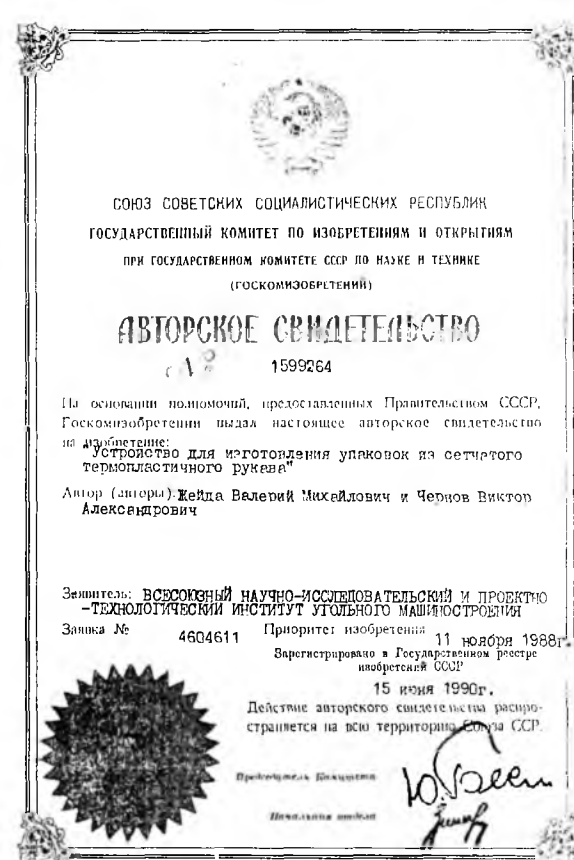 СОЮЗ СОВЕТСКИХ СОЦИАЛИСТИЧЕСКИХ РЕСПУБЛИК
ГОСУДАРСТВЕННЫЙ КОМИТЕТ ПО ИЗОБРЕТЕНИЯМ И ОТКРЫТИЯМ
ПРИ ГОСУДАРСТВЕННОМ КОМИТЕТЕ СССР ПО НАУКЕ И ТЕХНИКЕ
(ГОСКОМИЗОБРЕТЕНИЙ)
АВТОРСКОЕ СВИДЕТЕЛЬСТВО
№ 1599264
На основании полномочий, предоставленных Правительством СССР,
Госкомизобретений выдал настоящее авторское свидетельство
на изобретение:
"Устройство для изготовления упаковок из сетчатого
термопластичного рукава"
Автор (авторы): Жейда Валерий Михайлович и Чернов Виктор
Александрович
Заявитель: ВСЕСОЮЗНЫЙ НАУЧНО-ИССЛЕДОВАТЕЛЬСКИЙ И ПРОЕКТНО
-ТЕХНОЛОГИЧЕСКИЙ ИНСТИТУТ УГОЛЬНОГО МАШИНОСТРОЕНИЯ
Заявка № 4604611 Приоритет изобретения 11 ноября 1988г.
Зарегистрировано в Государственном реестре
изобретений СССР
15 июня 1990г.
Действие авторского свидетельства распро-
страняется на всю территорию Союза ССР.
Председатель Комитета
Начальник отдела